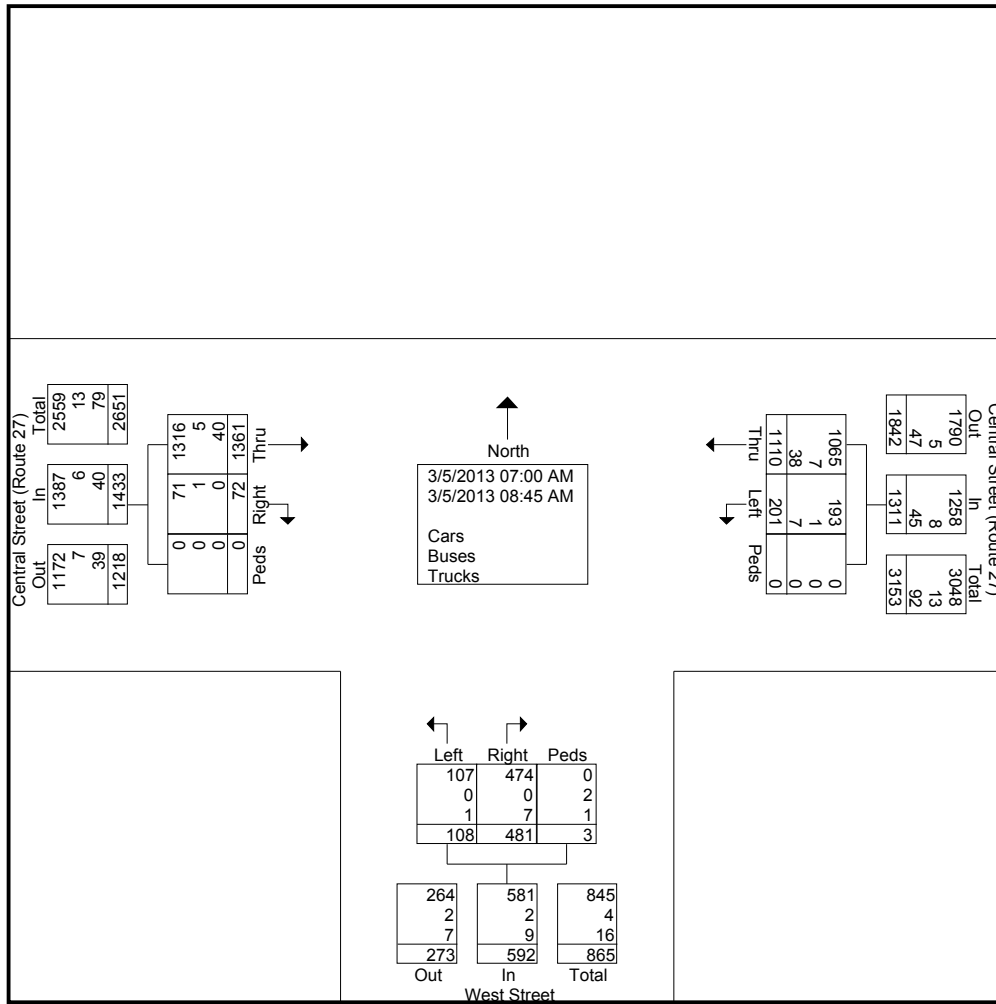 North
3/5/2013 07:00 AM
3/5/2013 08:45 AM
Cars
Buses
Trucks
Central Street (Route 27)
Total
2559
13
79
2651
In
1387
6
40
1433
Out
1172
7
39
1218
Thru
1316
5
40
1361
Right
71
1
0
72
Peds
0
0
0
0
Central Street (Route 27)
Out
1790
5
47
1842
In
1258
8
45
1311
Total
3048
13
92
3153
Thru
1065
7
38
1110
Left
193
1
7
201
Peds
0
0
0
0
Left Right Peds
107 474 0
0 0 2
1 7 1
108 481 3
264 581 845
2 2 4
7 9 16
273 592 865
Out In Total
West Street